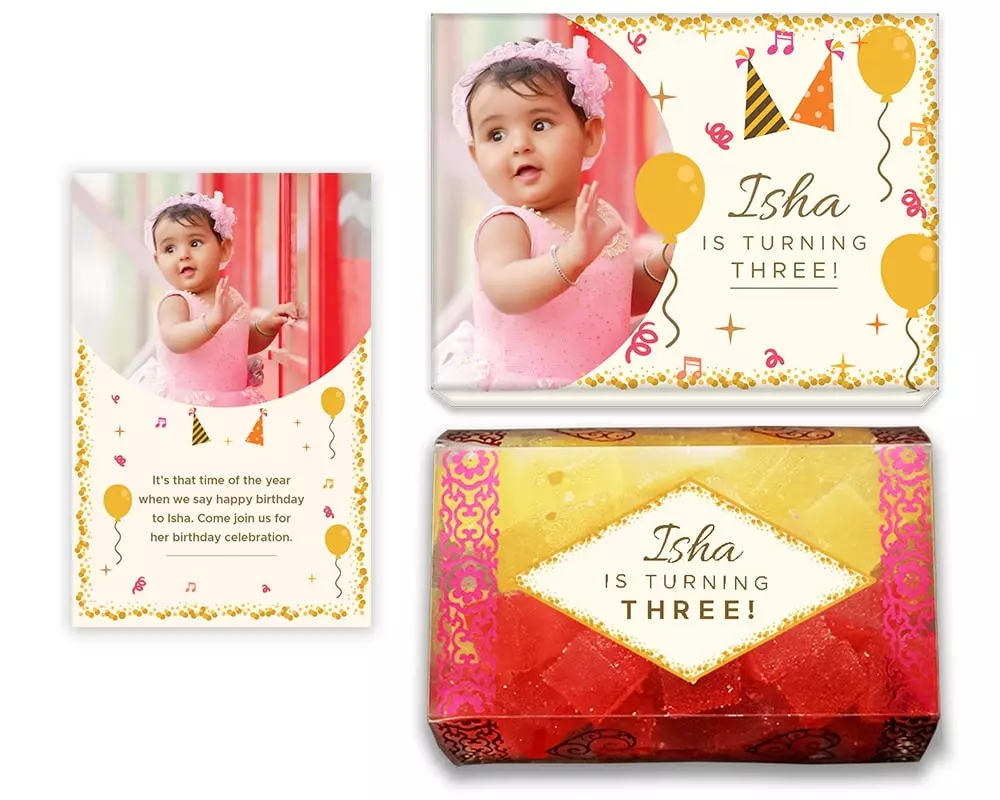 It's that time of the year
when we say happy birthday
to Isha. Come join us for
her birthday celebration.
Isha
IS TURNING
THREE!
Isha
IS TURNING
THREE!